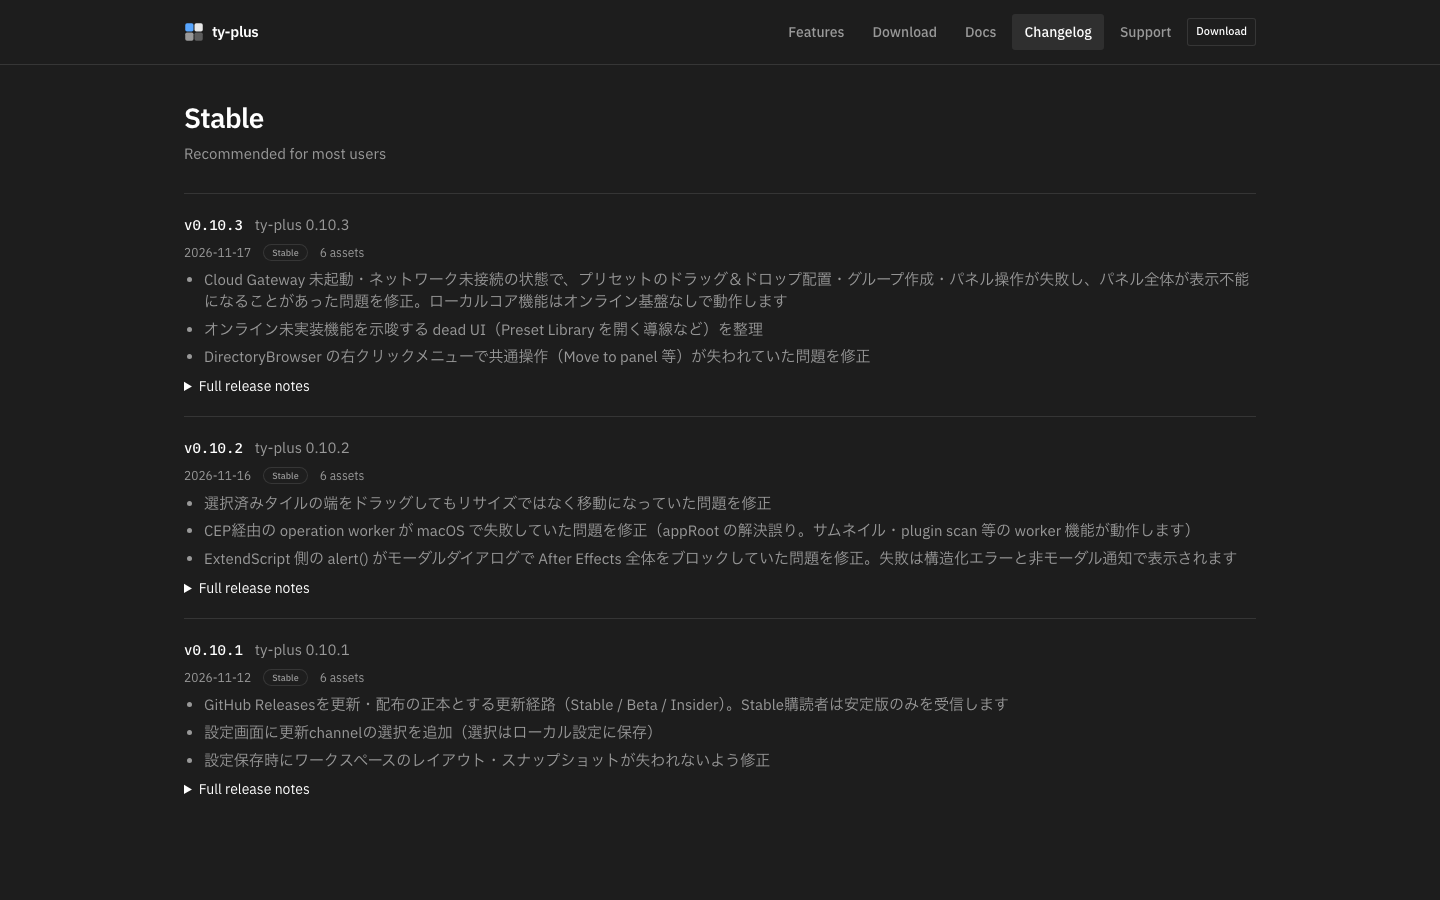 ty-plus
Features
Download
Docs
Changelog
Support
Download
Stable
Recommended for most users
v0.10.3 ty-plus 0.10.3
2026-11-17 Stable 6 assets
Cloud Gateway 未起動・ネットワーク未接続の状態で、プリセットのドラッグ＆ドロップ配置・グループ作成・パネル操作が失敗し、パネル全体が表示不能
になることがあった問題を修正。ローカルコア機能はオンライン基盤なしで動作します
オンライン未実装機能を示唆する dead UI（Preset Library を開く導線など）を整理
DirectoryBrowser の右クリックメニューで共通操作（Move to panel 等）が失われていた問題を修正
Full release notes
v0.10.2 ty-plus 0.10.2
2026-11-16 Stable 6 assets
選択済みタイルの端をドラッグしてもリサイズではなく移動になっていた問題を修正
CEP経由の operation worker が macOS で失敗していた問題を修正（appRoot の解決誤り。サムネイル・plugin scan 等の worker 機能が動作します）
ExtendScript 側の alert() がモーダルダイアログで After Effects 全体をブロックしていた問題を修正。失敗は構造化エラーと非モーダル通知で表示されます
Full release notes
v0.10.1 ty-plus 0.10.1
2026-11-12 Stable 6 assets
GitHub Releasesを更新・配布の正本とする更新経路（Stable / Beta / Insider）。Stable購読者は安定版のみを受信します
設定画面に更新channelの選択を追加（選択はローカル設定に保存）
設定保存時にワークスペースのレイアウト・スナップショットが失われないよう修正
Full release notes